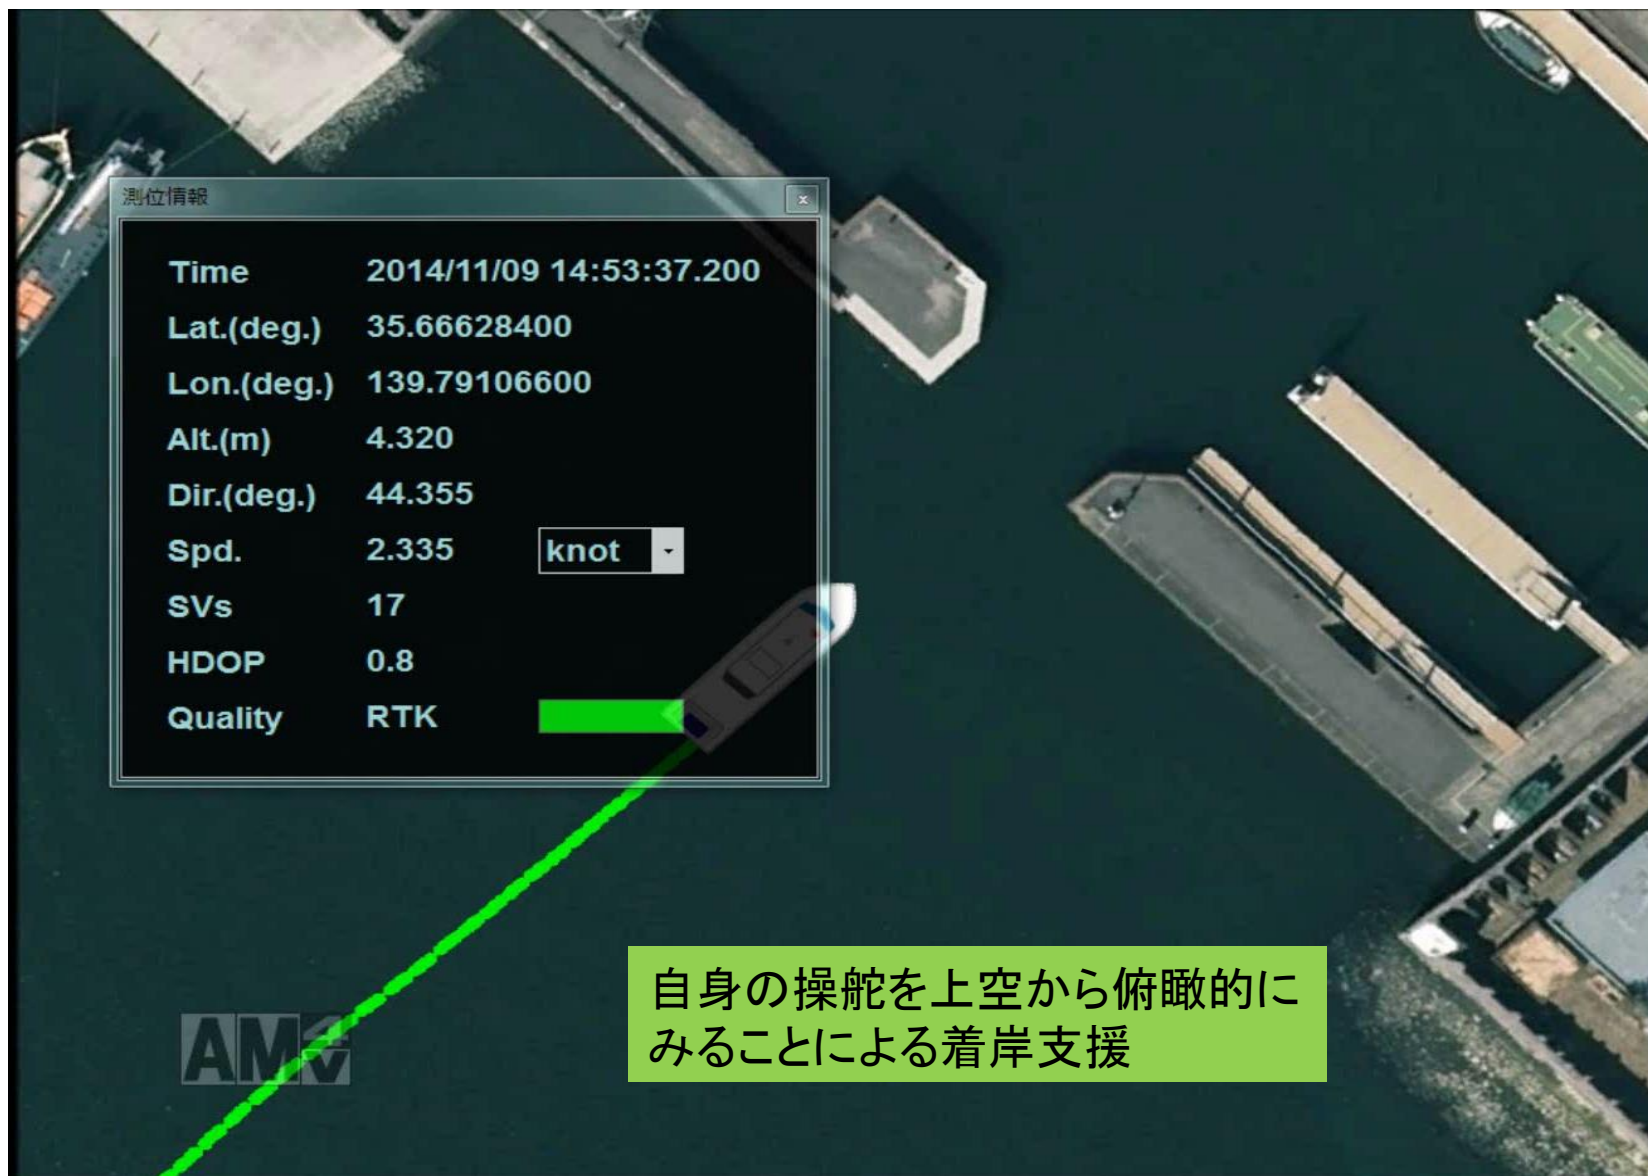 測位情報
Time 2014/11/09 14:53:37.200
Lat.(deg.) 35.66628400
Lon.(deg.) 139.79106600
Alt.(m) 4.320
Dir.(deg.) 44.355
Spd. 2.335 knot
SVs 17
HDOP 0.8
Quality RTK
自身の操舵を上空から俯瞰的に
みることによる着岸支援
AM